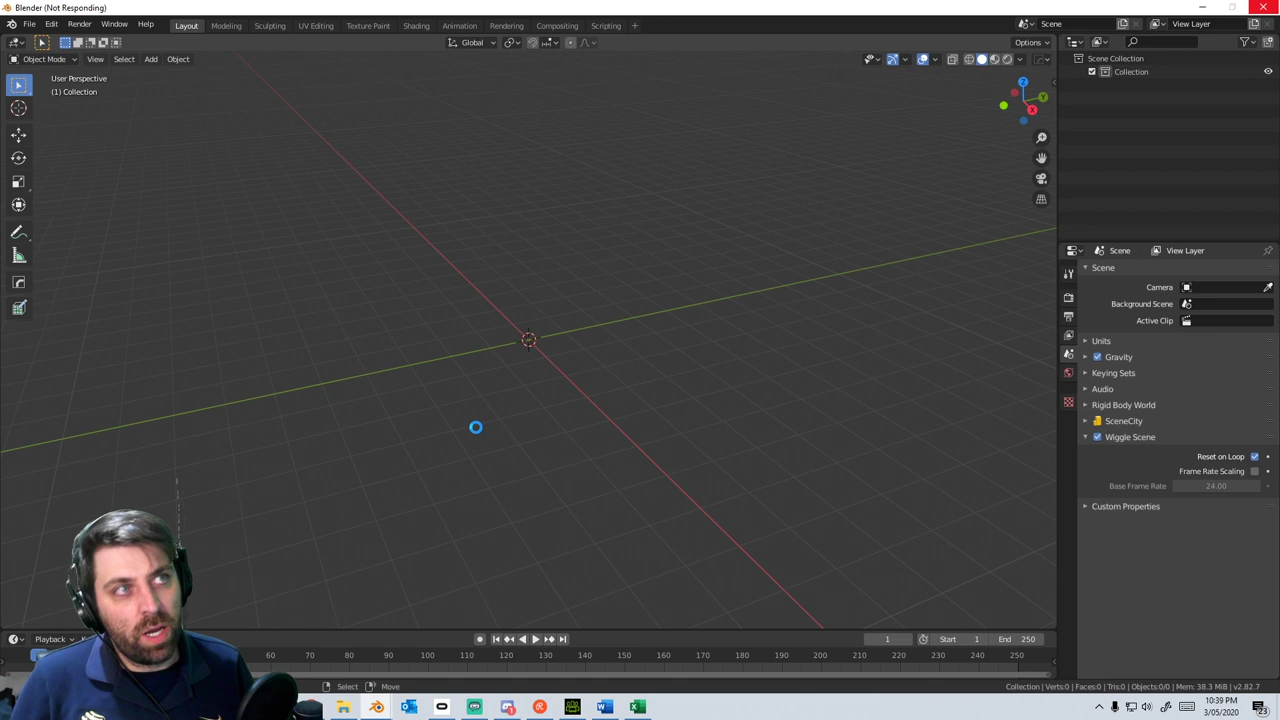 Blender (Not Responding)
File Edit Render Window Help Layout Modeling Sculpting UV Editing Texture Paint Shading Animation Rendering Compositing Scripting + Scene View Layer
Global Options
Object Mode View Select Add Object
User Perspective
(1) Collection
Z
Y
X
Scene Collection
Collection
Scene View Layer
Scene
Camera
Background Scene
Active Clip
Units
Gravity
Keying Sets
Audio
Rigid Body World
SceneCity
Wiggle Scene
Reset on Loop
Frame Rate Scaling
Base Frame Rate 24.00
Custom Properties
Playback 1 Start 1 End 250
60 70 80 90 100 110 120 130 140 150 160 170 180 190 200 210 220 230 240 250
Select Move Collection | Verts:0 | Faces:0 | Tris:0 | Objects:0/0 | Mem: 38.3 MiB | v2.82.7
10:39 PM
3/05/2020
23